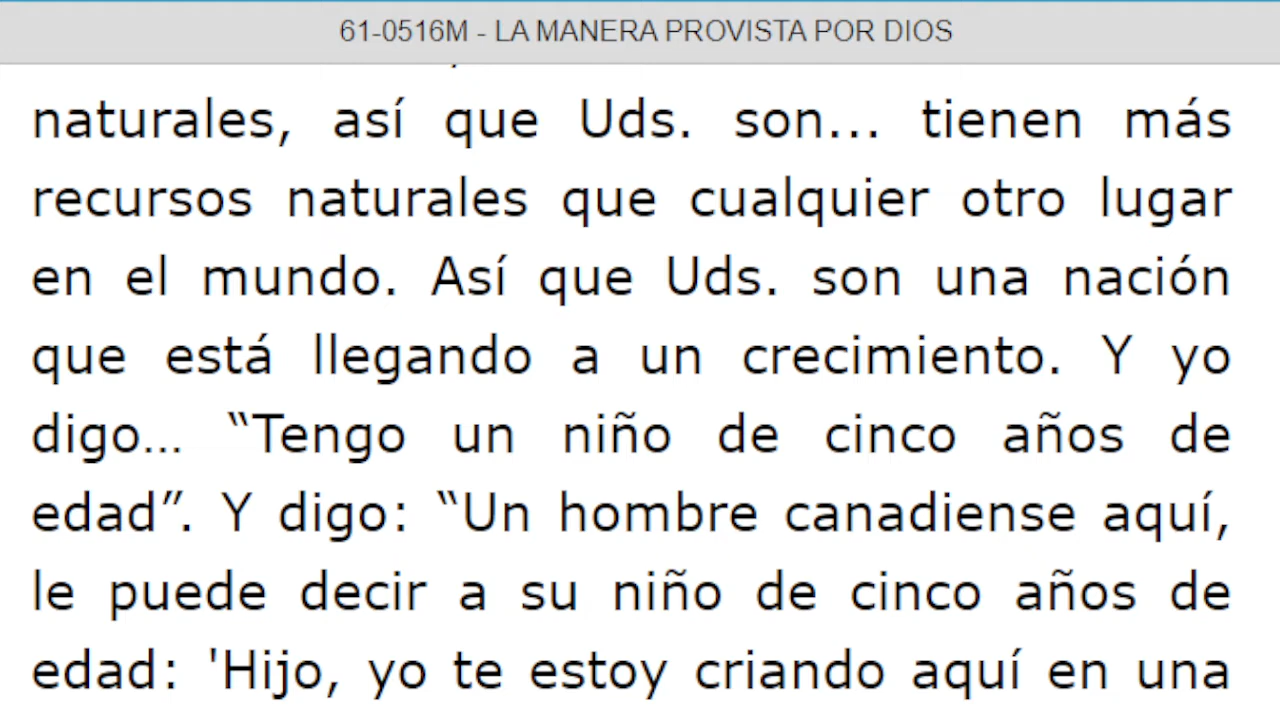 61-0516M - LA MANERA PROVISTA POR DIOS
naturales, así que Uds. son... tienen más
recursos naturales que cualquier otro lugar
en el mundo. Así que Uds. son una nación
que está llegando a un crecimiento. Y yo
digo... “Tengo un niño de cinco años de
edad”. Y digo: “Un hombre canadiense aquí,
le puede decir a su niño de cinco años de
edad: 'Hijo, yo te estoy criando aquí en una